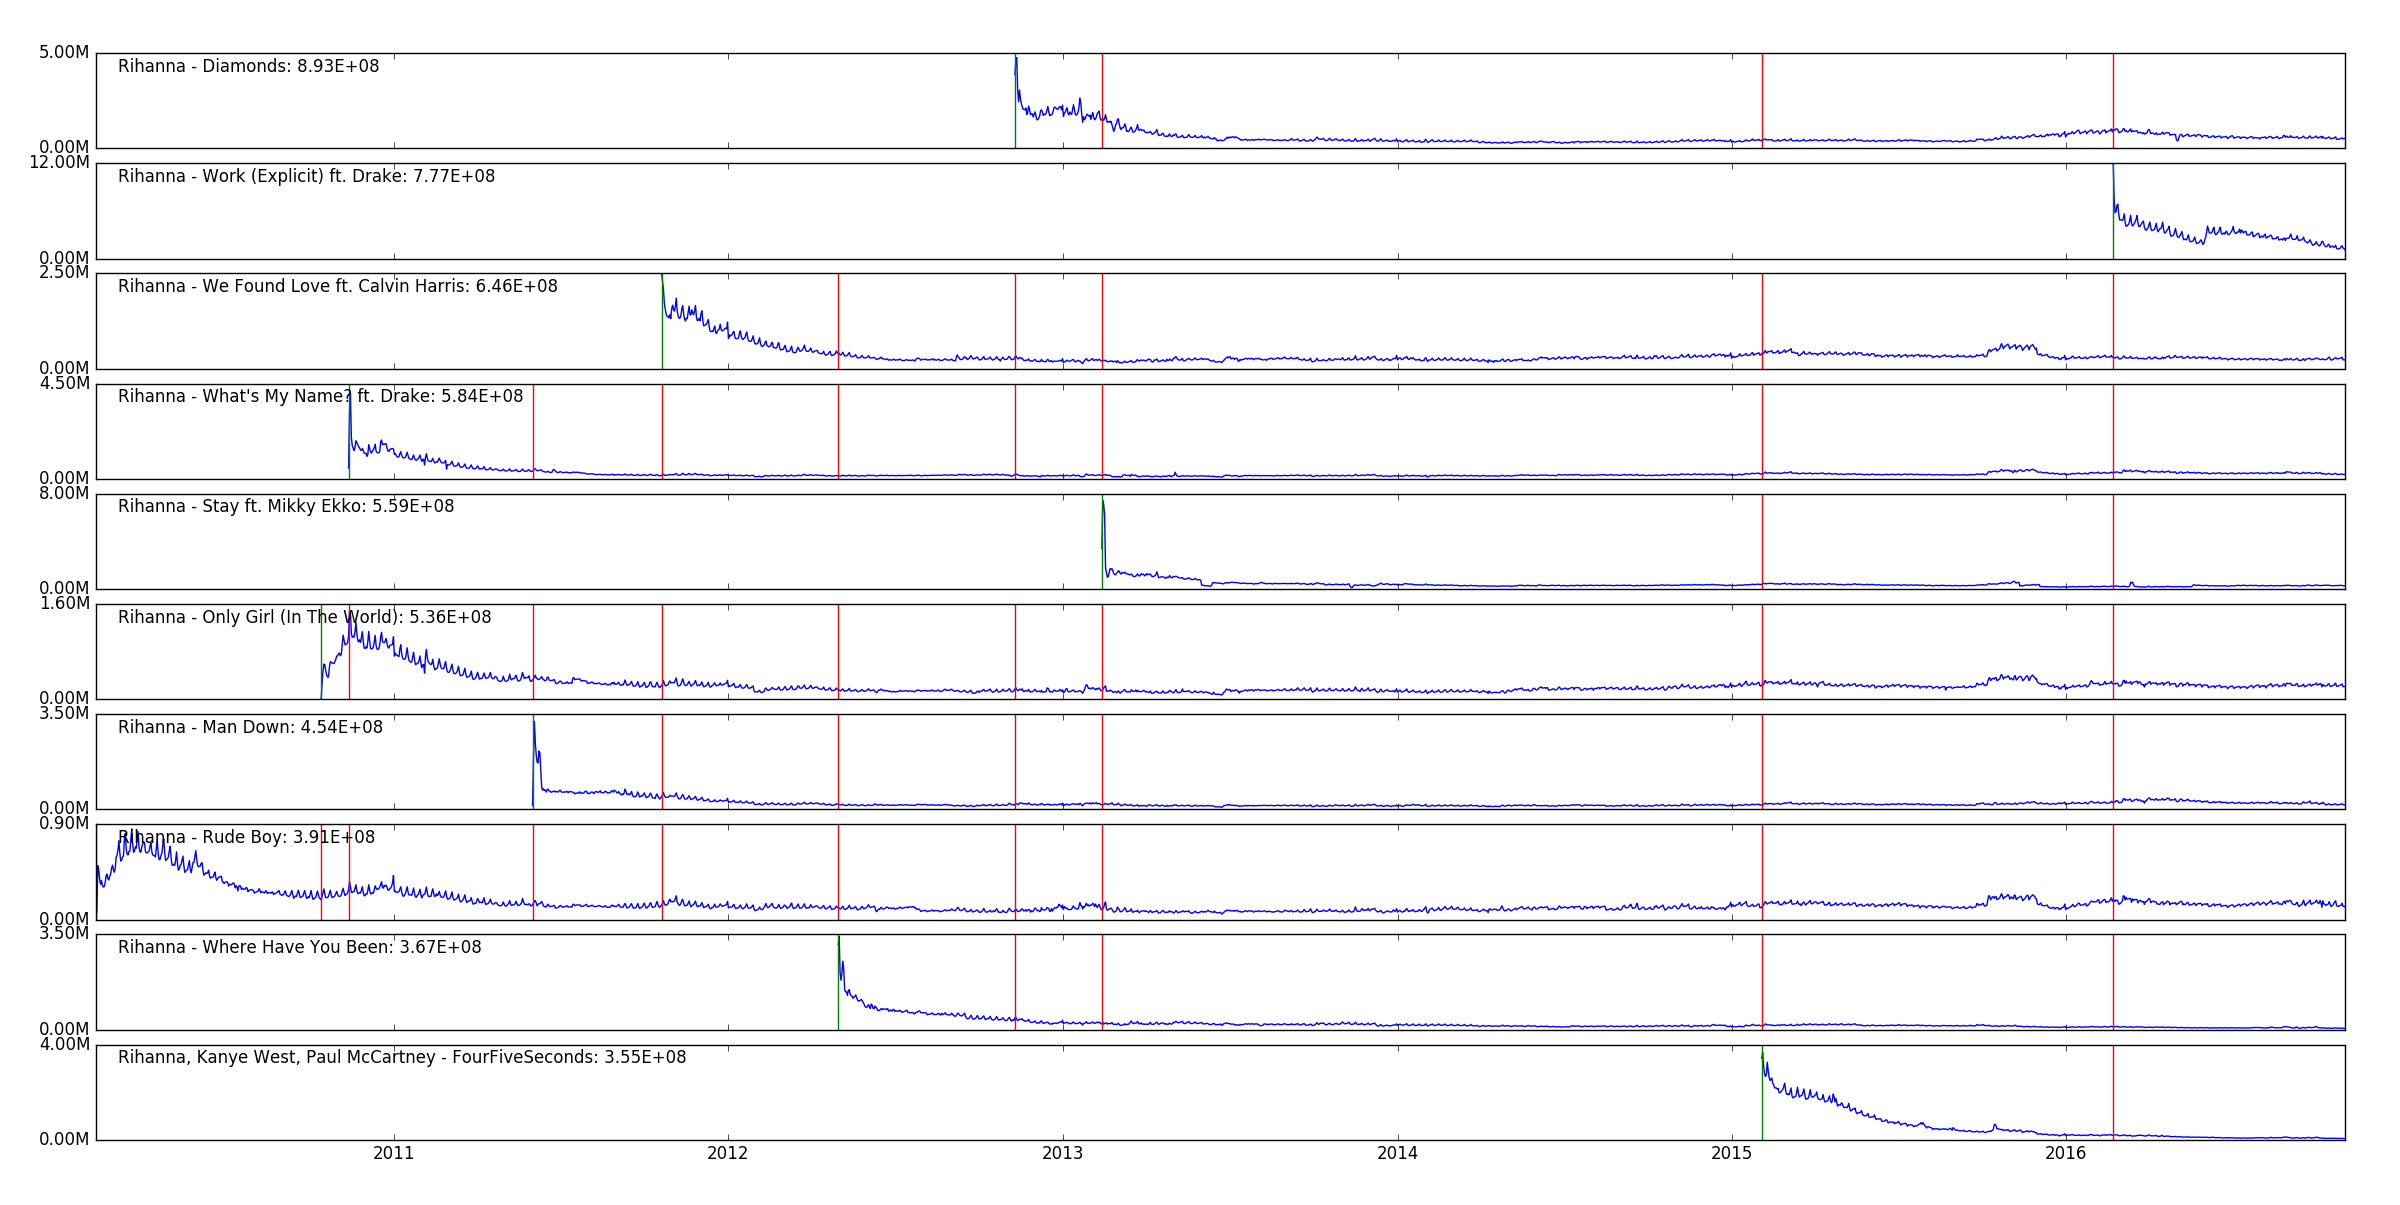 5.00M
Rihanna - Diamonds: 8.93E+08
0.00M
12.00M
Rihanna - Work (Explicit) ft. Drake: 7.77E+08
0.00M
2.50M
Rihanna - We Found Love ft. Calvin Harris: 6.46E+08
0.00M
4.50M
Rihanna - What's My Name? ft. Drake: 5.84E+08
0.00M
8.00M
Rihanna - Stay ft. Mikky Ekko: 5.59E+08
0.00M
1.60M
Rihanna - Only Girl (In The World): 5.36E+08
0.00M
3.50M
Rihanna - Man Down: 4.54E+08
0.00M
0.90M
Rihanna - Rude Boy: 3.91E+08
0.00M
3.50M
Rihanna - Where Have You Been: 3.67E+08
0.00M
4.00M
Rihanna, Kanye West, Paul McCartney - FourFiveSeconds: 3.55E+08
0.00M
2011 2012 2013 2014 2015 2016